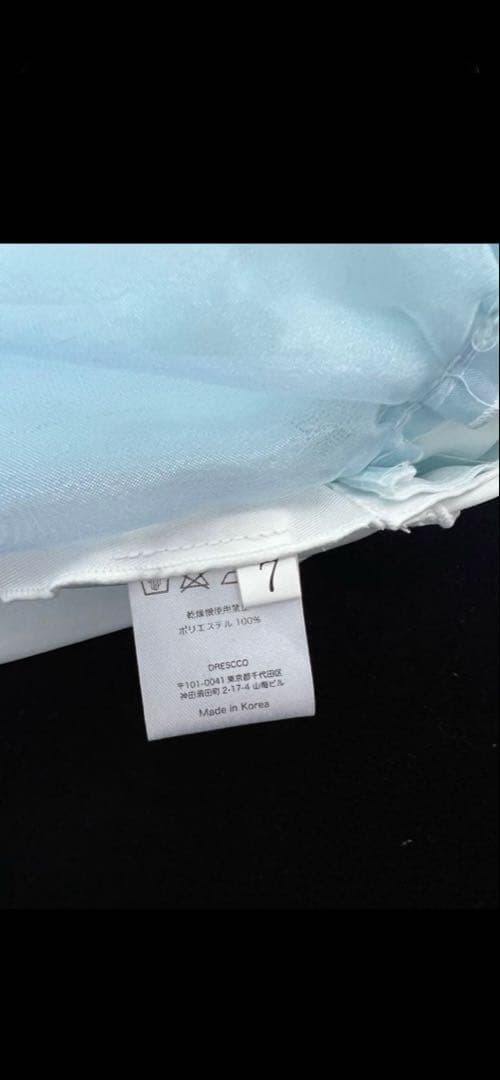 7
乾燥機使用禁止
ポリエステル 100%
DRESCCO
〒101-0041 東京都千代田区
神田須田町 2-17-4 山梅ビル
Made in Korea